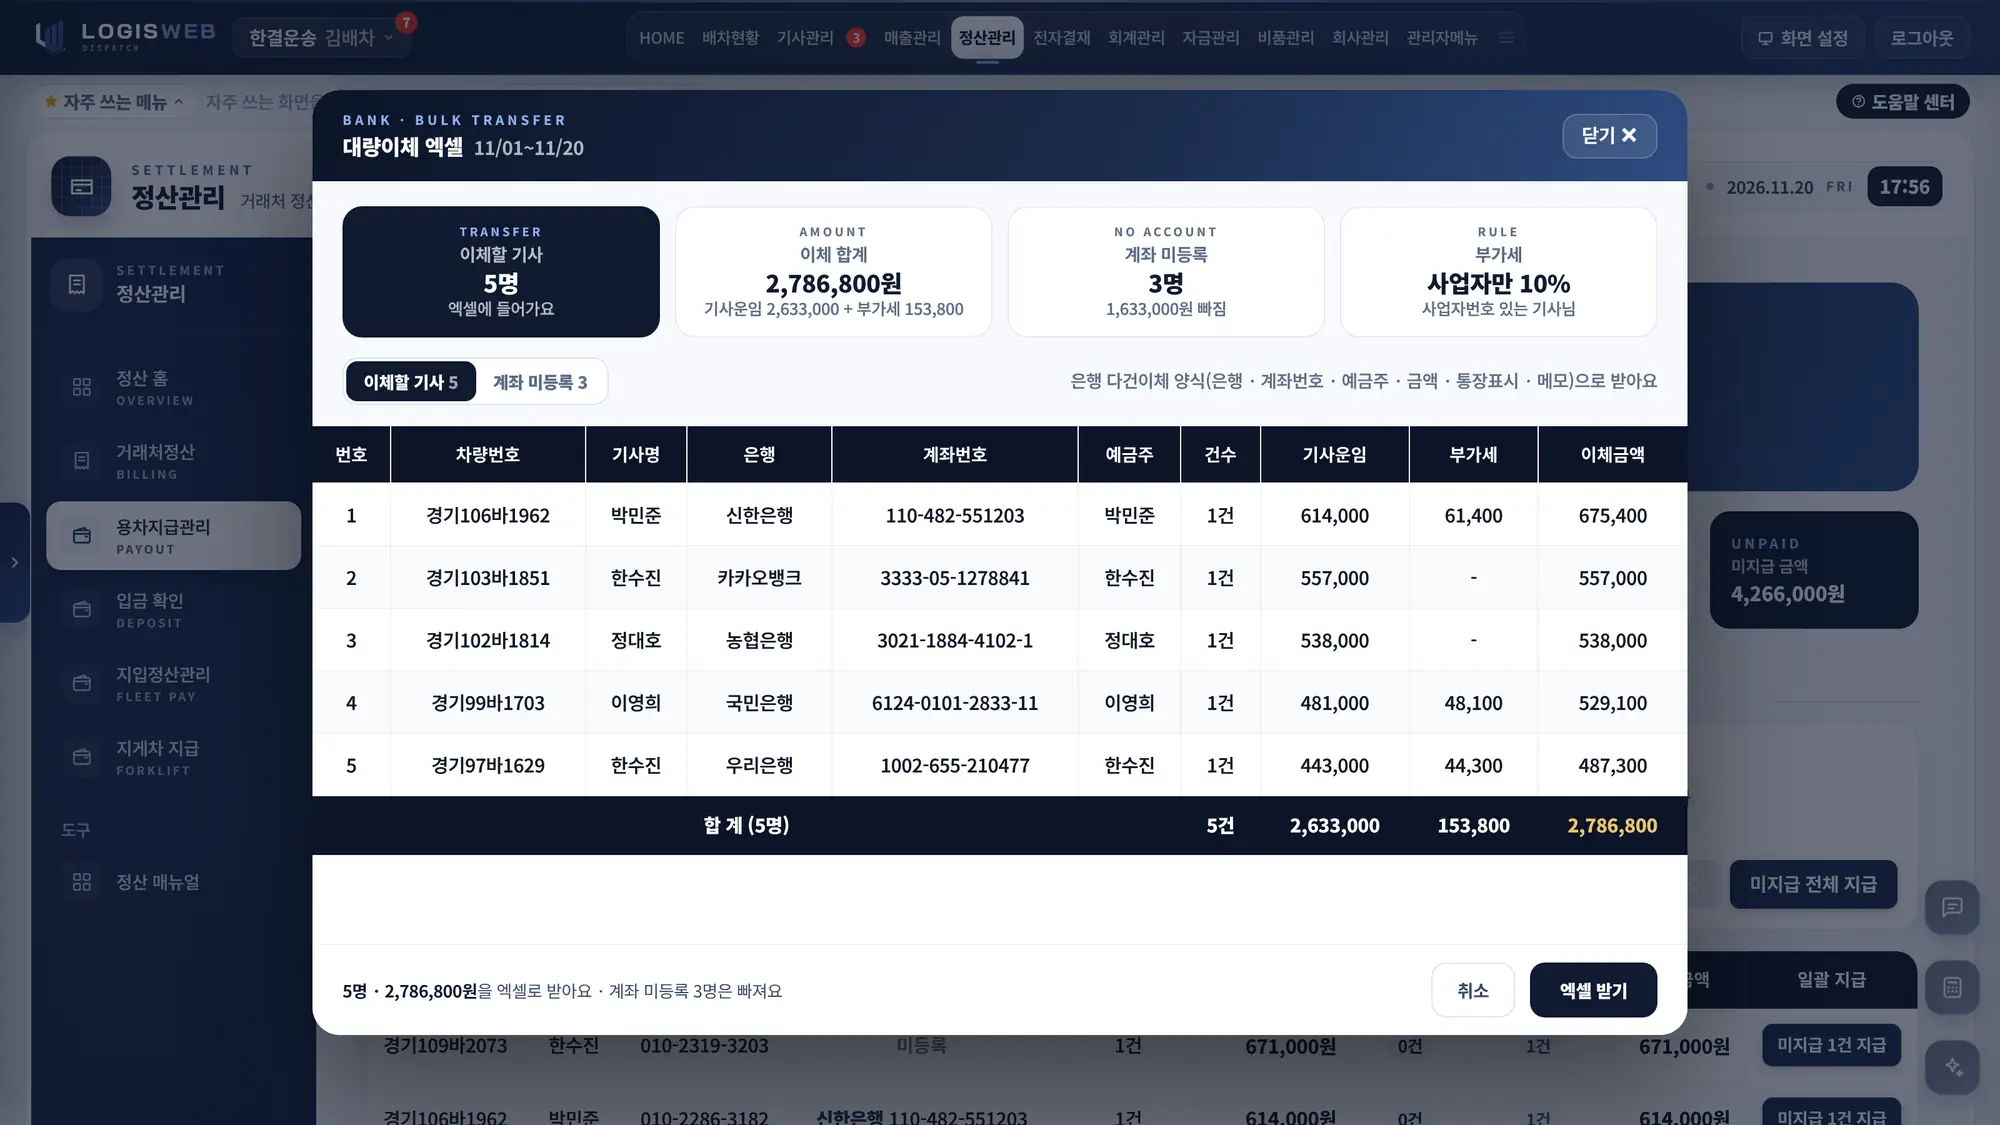 LOGISWEB
DISPATCH
한결운송 김배차
7
HOME 배차현황 기사관리 3 매출관리 정산관리 전자결재 회계관리 자금관리 비품관리 회사관리 관리자메뉴
화면 설정
로그아웃
자주 쓰는 메뉴
자주 쓰는 화면을
도움말 센터
SETTLEMENT
정산관리
거래처 정산
2026.11.20 FRI 17:56
SETTLEMENT
정산관리
정산 홈
OVERVIEW
거래처정산
BILLING
용차지급관리
PAYOUT
입금 확인
DEPOSIT
지입정산관리
FLEET PAY
지게차 지급
FORKLIFT
도구
정산 매뉴얼
BANK · BULK TRANSFER
대량이체 엑셀 11/01~11/20
닫기
TRANSFER
이체할 기사
5명
엑셀에 들어가요
AMOUNT
이체 합계
2,786,800원
기사운임 2,633,000 + 부가세 153,800
NO ACCOUNT
계좌 미등록
3명
1,633,000원 빠짐
RULE
부가세
사업자만 10%
사업자번호 있는 기사님
이체할 기사 5
계좌 미등록 3
은행 다건이체 양식(은행 · 계좌번호 · 예금주 · 금액 · 통장표시 · 메모)으로 받아요
번호 차량번호 기사명 은행 계좌번호 예금주 건수 기사운임 부가세 이체금액
1 경기106바1962 박민준 신한은행 110-482-551203 박민준 1건 614,000 61,400 675,400
2 경기103바1851 한수진 카카오뱅크 3333-05-1278841 한수진 1건 557,000 - 557,000
3 경기102바1814 정대호 농협은행 3021-1884-4102-1 정대호 1건 538,000 - 538,000
4 경기99바1703 이영희 국민은행 6124-0101-2833-11 이영희 1건 481,000 48,100 529,100
5 경기97바1629 한수진 우리은행 1002-655-210477 한수진 1건 443,000 44,300 487,300
합 계 (5명) 5건 2,633,000 153,800 2,786,800
5명 · 2,786,800원을 엑셀로 받아요 · 계좌 미등록 3명은 빠져요
취소
엑셀 받기
UNPAID
미지급 금액
4,266,000원
미지급 전체 지급
금액 일괄 지급
경기109바2073 한수진 010-2319-3203 미등록 1건 671,000원 0건 1건 671,000원 미지급 1건 지급
경기106바1962 박민준 010-2286-3182 신한은행 110-482-551203 1건 614,000원 0건 1건 614,000원 미지급 1건 지급